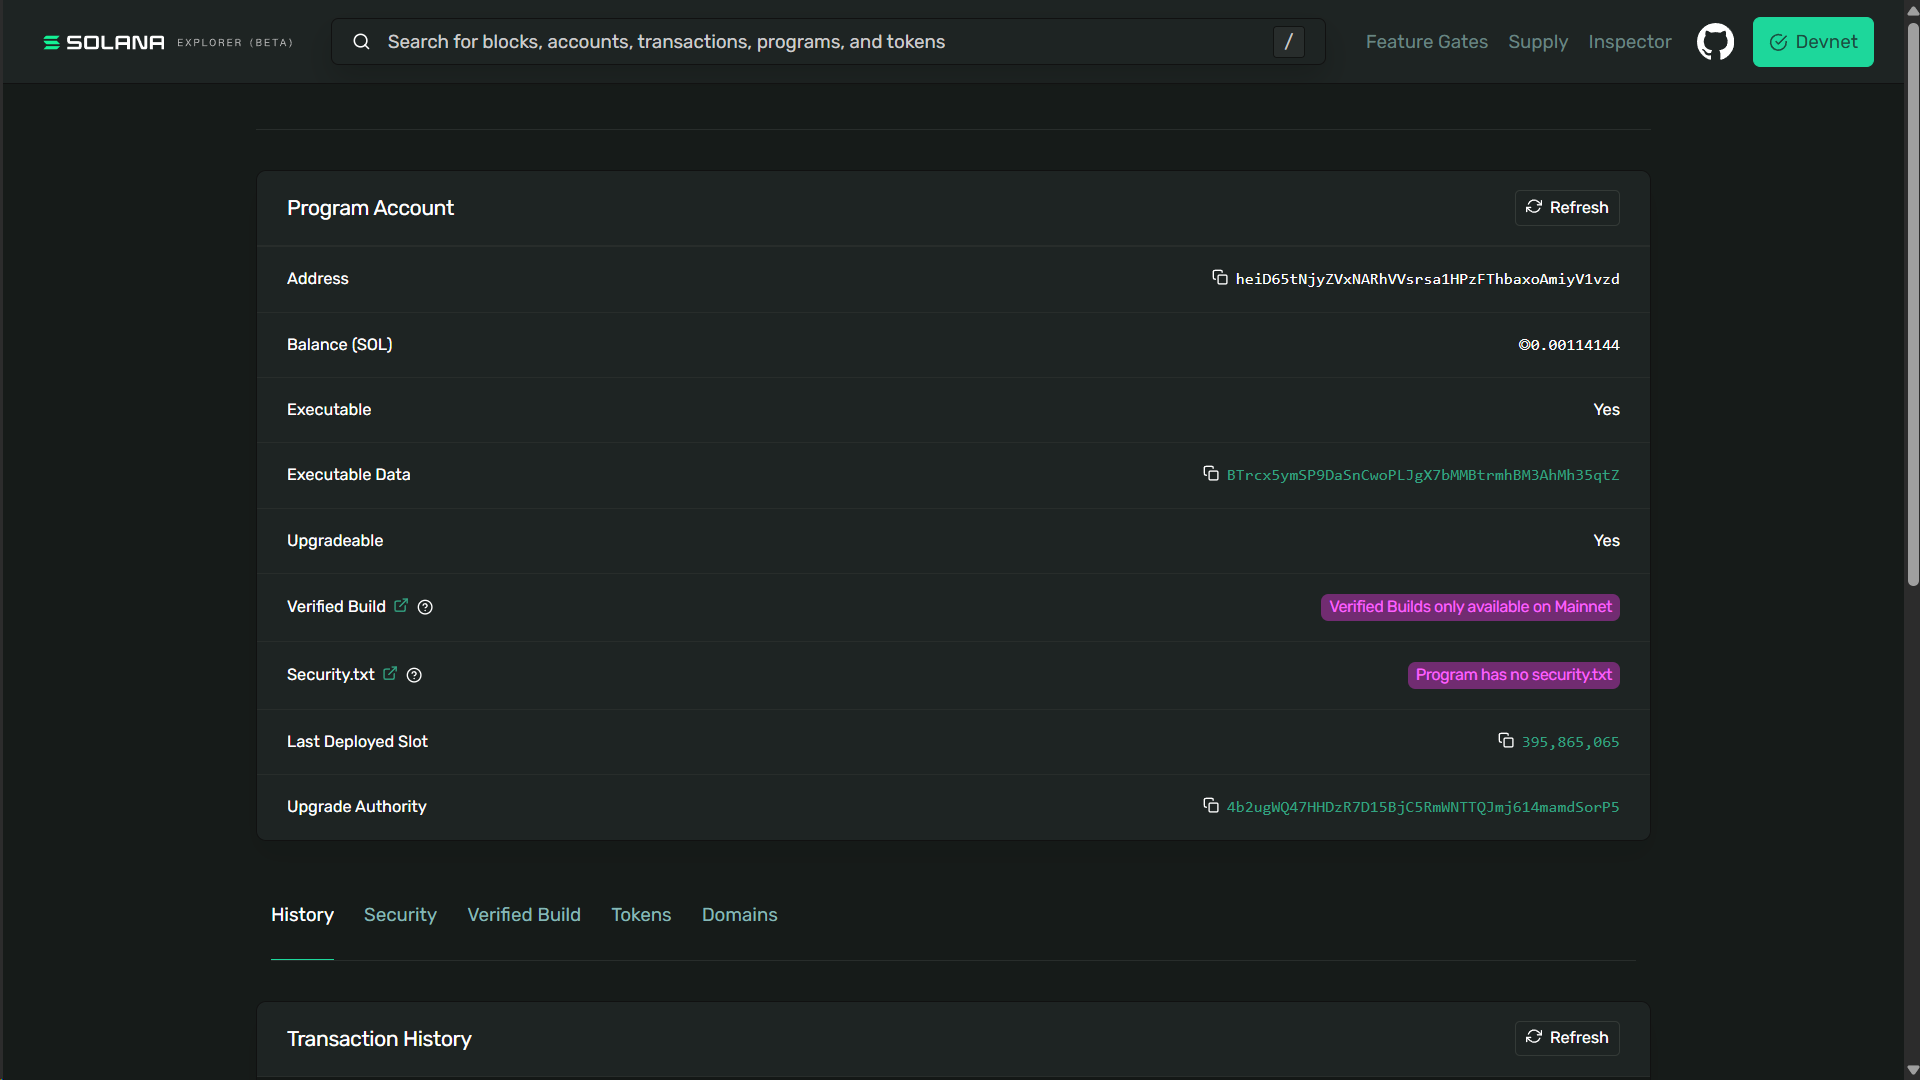 SOLANA EXPLORER (BETA)
Search for blocks, accounts, transactions, programs, and tokens
/
Feature Gates
Supply
Inspector
Devnet
Program Account
Refresh
Address
heiD65tNjyZVxNARhVVsrsa1HPzFThbaxoAmiyV1vzd
Balance (SOL)
◎0.00114144
Executable
Yes
Executable Data
BTrcx5ymSP9DaSnCwoPLJgX7bMMBtrmhBM3AhMh35qtZ
Upgradeable
Yes
Verified Build
Verified Builds only available on Mainnet
Security.txt
Program has no security.txt
Last Deployed Slot
395,865,065
Upgrade Authority
4b2ugWQ47HHDzR7D15BjC5RmWNTTQJmj614mamdSorP5
History
Security
Verified Build
Tokens
Domains
Transaction History
Refresh